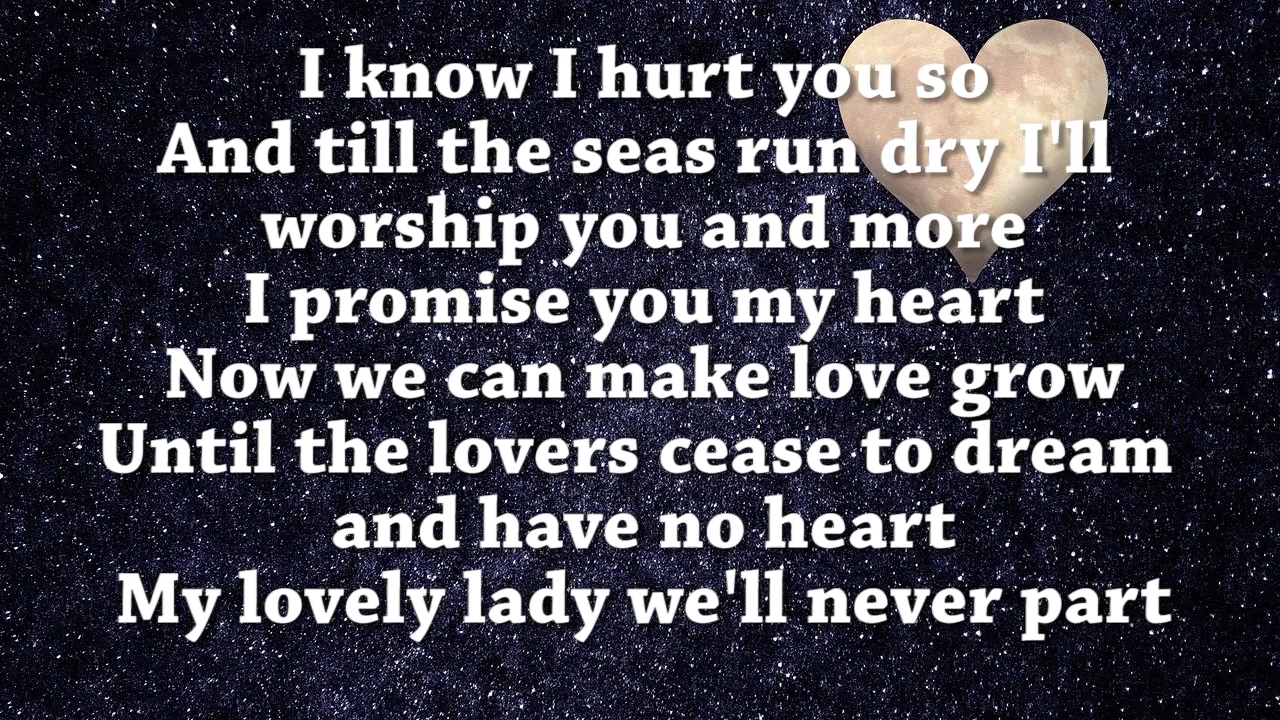 I know I hurt you so
And till the seas run dry I'll
worship you and more
I promise you my heart
Now we can make love grow
Until the lovers cease to dream
and have no heart
My lovely lady we'll never part